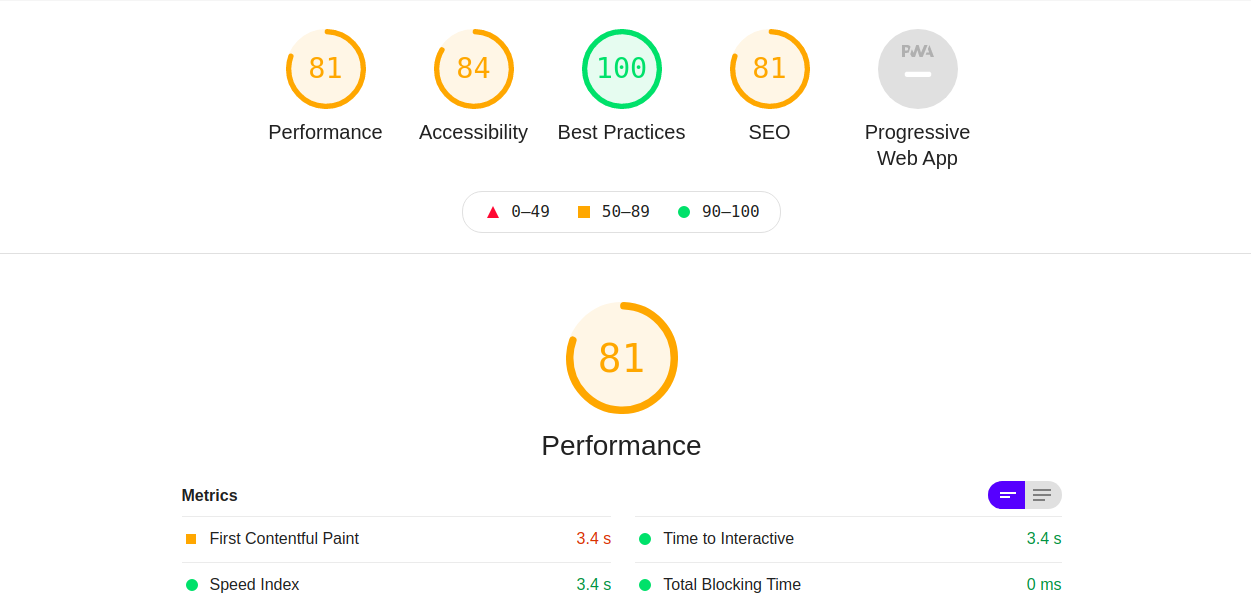 81
84
100
81
PWA
Performance
Accessibility
Best Practices
SEO
Progressive
Web App
0–49
50–89
90–100
81
Performance
Metrics
First Contentful Paint 3.4 s
Time to Interactive 3.4 s
Speed Index 3.4 s
Total Blocking Time 0 ms